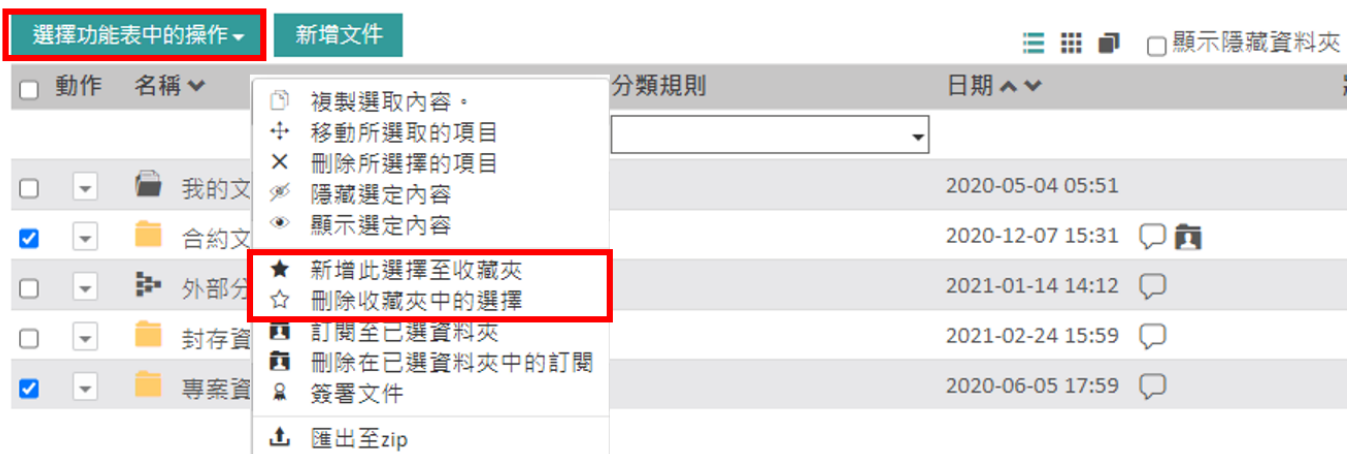 選擇功能表中的操作 新增文件 顯示隱藏資料夾
動作 名稱 分類規則 日期
複製選取內容。
移動所選取的項目
刪除所選擇的項目
隱藏選定內容
顯示選定內容
新增此選擇至收藏夾
刪除收藏夾中的選擇
訂閱至已選資料夾
刪除在已選資料夾中的訂閱
簽署文件
匯出至zip
我的文 2020-05-04 05:51
合約文 2020-12-07 15:31
外部分 2021-01-14 14:12
封存資 2021-02-24 15:59
專案資 2020-06-05 17:59